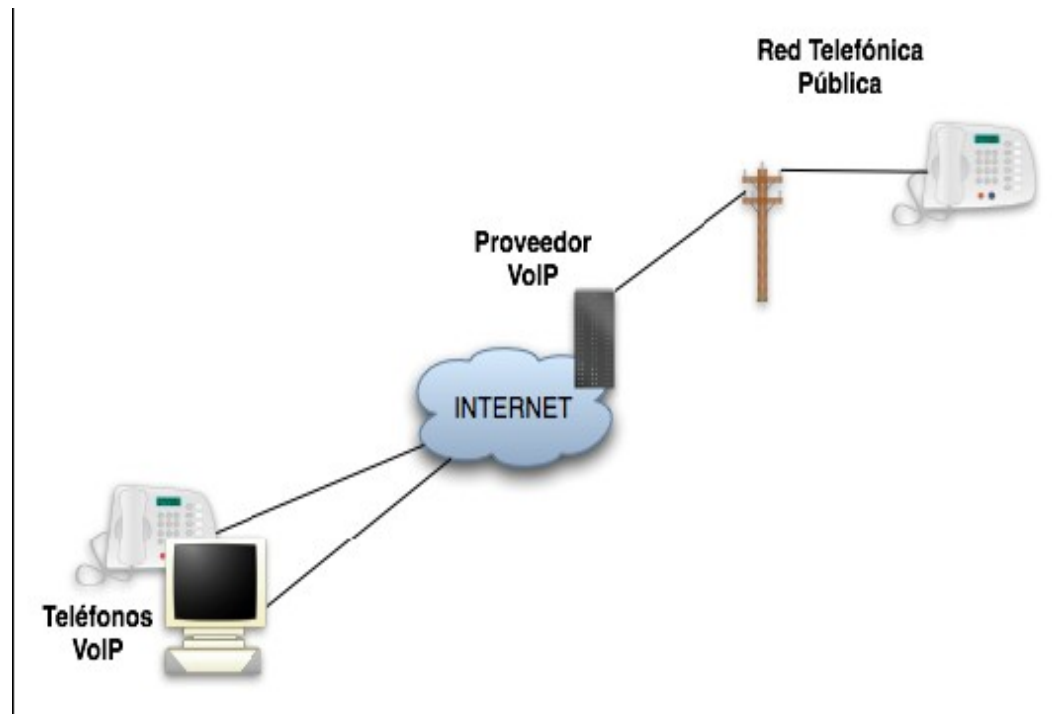 Red Telefónica
Pública
Proveedor
VoIP
INTERNET
Teléfonos
VoIP